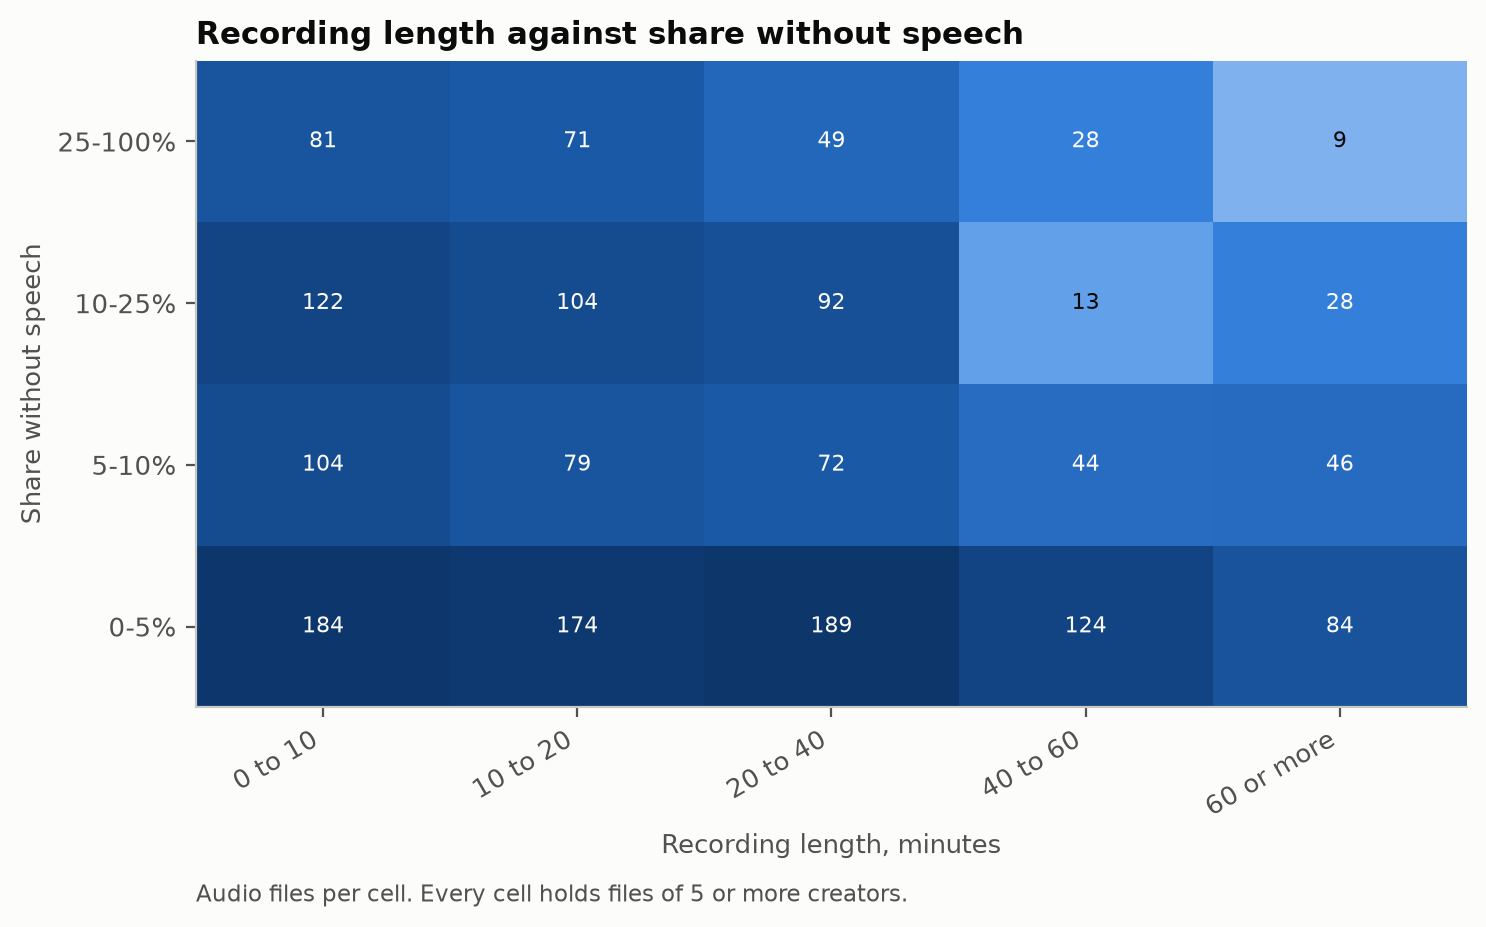 Recording length against share without speech
Share without speech
25-100%
81 71 49 28 9
10-25%
122 104 92 13 28
5-10%
104 79 72 44 46
0-5%
184 174 189 124 84
0 to 10
10 to 20
20 to 40
40 to 60
60 or more
Recording length, minutes
Audio files per cell. Every cell holds files of 5 or more creators.